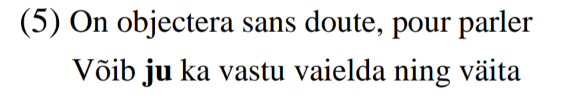 (5) On objectera sans doute, pour parler
Võib ju ka vastu vaielda ning väita